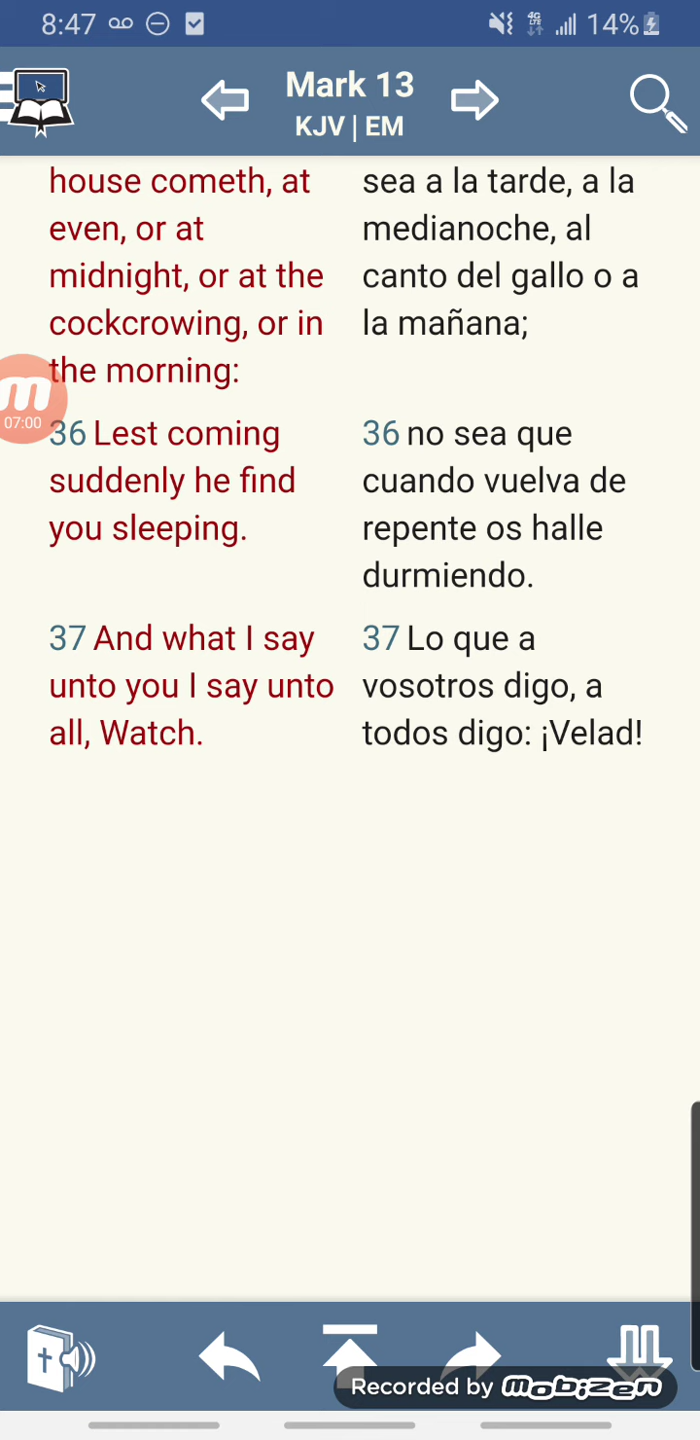 8:47
4G LTE
14%
Mark 13
KJV | EM
house cometh, at
even, or at
midnight, or at the
cockcrowing, or in
the morning:
sea a la tarde, a la
medianoche, al
canto del gallo o a
la mañana;
m
07:00
36 Lest coming
suddenly he find
you sleeping.
36 no sea que
cuando vuelva de
repente os halle
durmiendo.
37 And what I say
unto you I say unto
all, Watch.
37 Lo que a
vosotros digo, a
todos digo: ¡Velad!
Recorded by mobizen